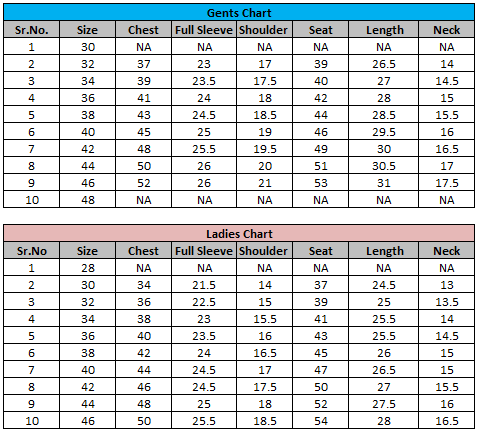 Gents Chart
Sr.No. Size Chest Full Sleeve Shoulder Seat Length Neck
1 30 NA NA NA NA NA NA
2 32 37 23 17 39 26.5 14
3 34 39 23.5 17.5 40 27 14.5
4 36 41 24 18 42 28 15
5 38 43 24.5 18.5 44 28.5 15.5
6 40 45 25 19 46 29.5 16
7 42 48 25.5 19.5 49 30 16.5
8 44 50 26 20 51 30.5 17
9 46 52 26 21 53 31 17.5
10 48 NA NA NA NA NA NA
Ladies Chart
Sr.No Size Chest Full Sleeve Shoulder Seat Length Neck
1 28 NA NA NA NA NA NA
2 30 34 21.5 14 37 24.5 13
3 32 36 22.5 15 39 25 13.5
4 34 38 23 15.5 41 25.5 14
5 36 40 23.5 16 43 25.5 14.5
6 38 42 24 16.5 45 26 15
7 40 44 24.5 17 47 26.5 15
8 42 46 24.5 17.5 50 27 15.5
9 44 48 25 18 52 27.5 16
10 46 50 25.5 18.5 54 28 16.5